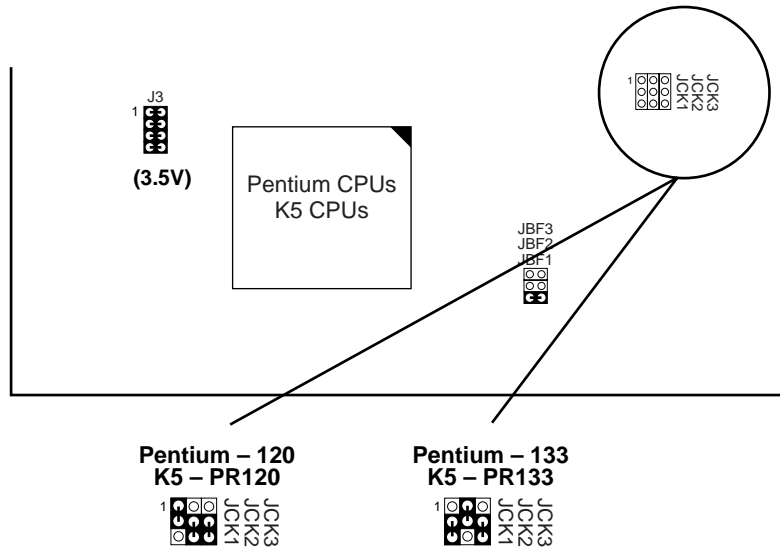 J3
1
(3.5V)
Pentium CPUs
K5 CPUs
1
JCK1
JCK2
JCK3
JBF3
JBF2
JBF1
Pentium – 120
K5 – PR120
1
JCK1
JCK2
JCK3
Pentium – 133
K5 – PR133
1
JCK1
JCK2
JCK3